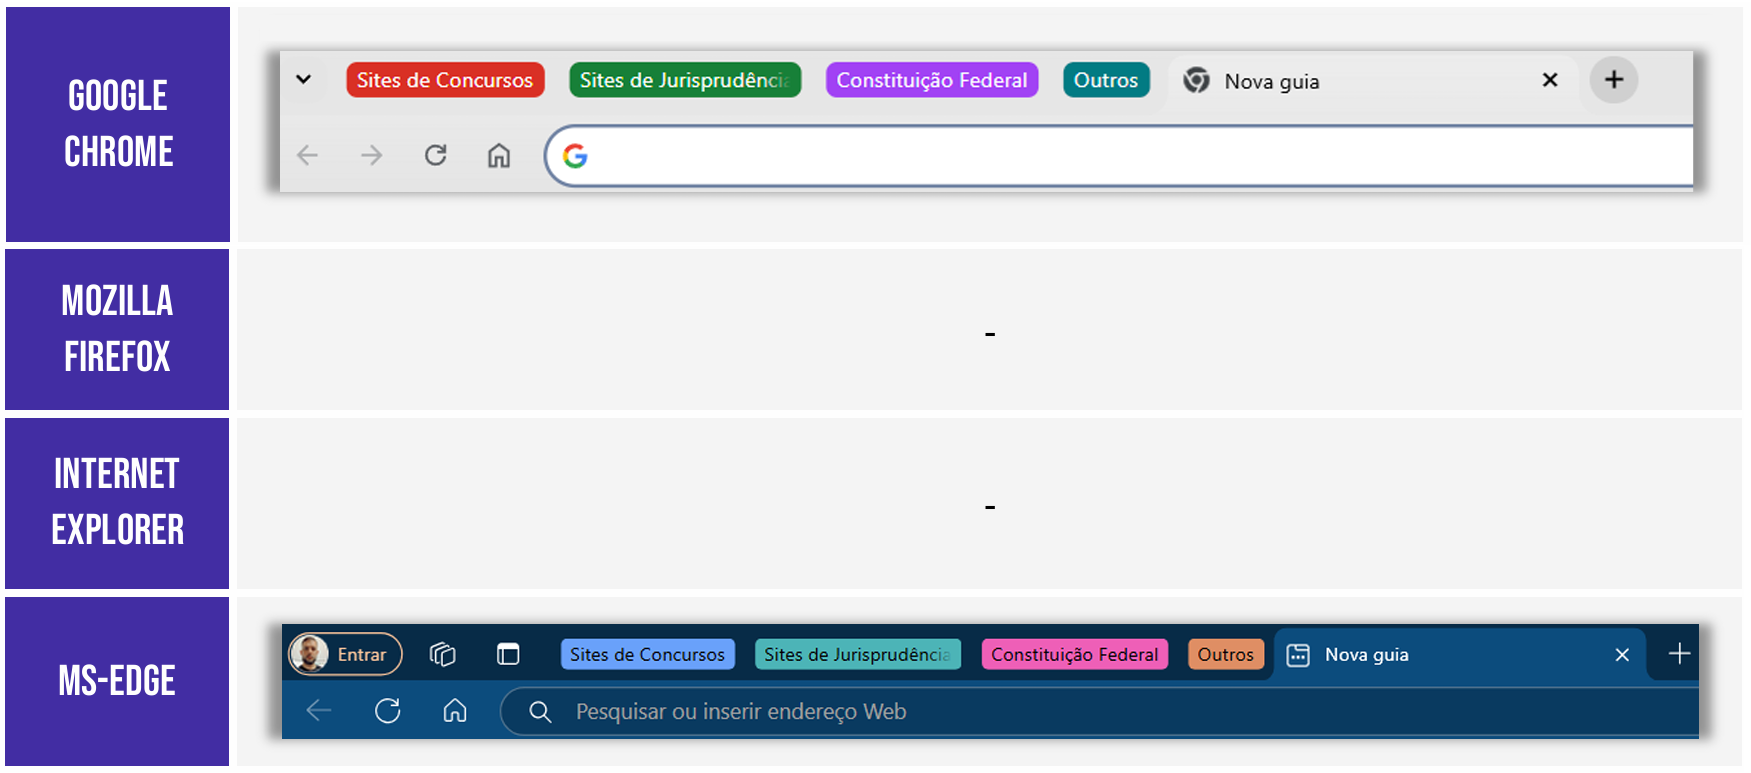 GOOGLE
CHROME
Sites de Concursos Sites de Jurisprudência Constituição Federal Outros Nova guia
MOZILLA
FIREFOX
-
INTERNET
EXPLORER
-
MS-EDGE
Entrar Sites de Concursos Sites de Jurisprudência Constituição Federal Outros Nova guia
Pesquisar ou inserir endereço Web